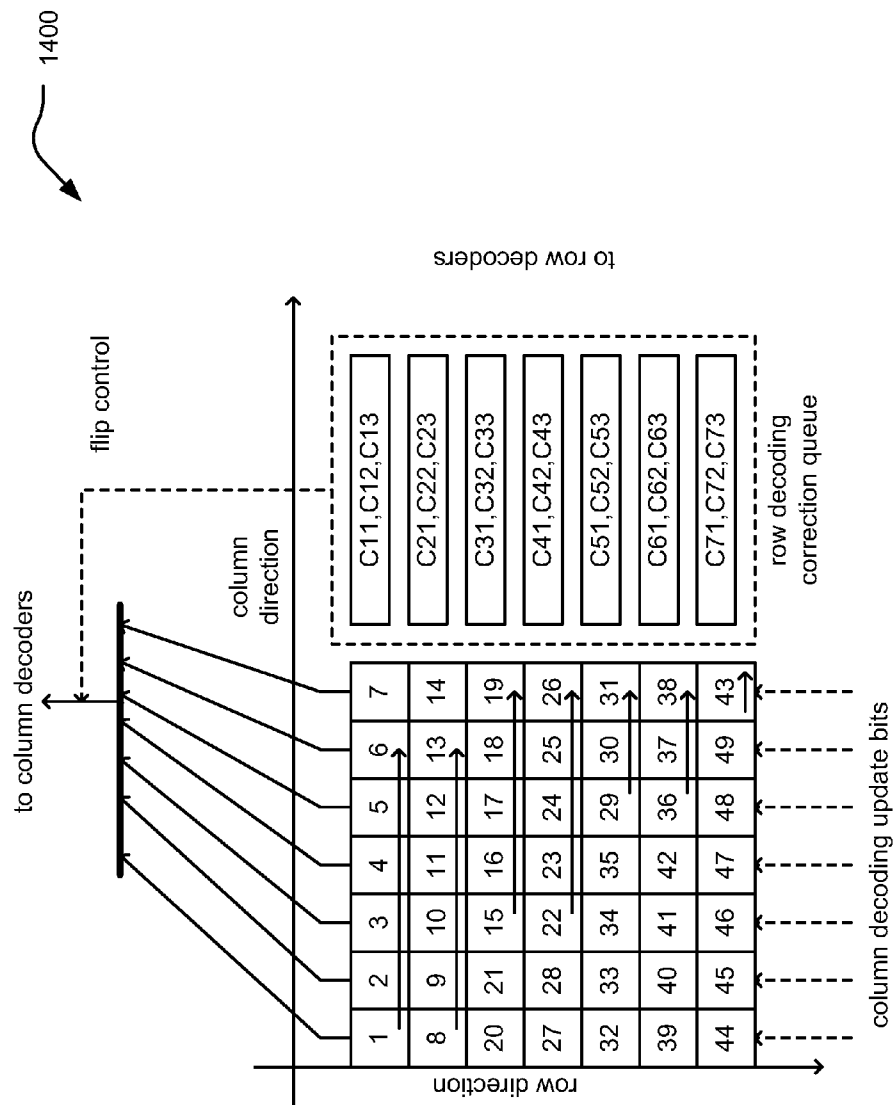 1400
to column decoders
flip control
column
direction
to row decoders
row direction
1 2 3 4 5 6 7
8 9 10 11 12 13 14
20 21 15 16 17 18 19
27 28 22 23 24 25 26
32 33 34 35 29 30 31
39 40 41 42 36 37 38
44 45 46 47 48 49 43
C11,C12,C13
C21,C22,C23
C31,C32,C33
C41,C42,C43
C51,C52,C53
C61,C62,C63
C71,C72,C73
row decoding
correction queue
column decoding update bits